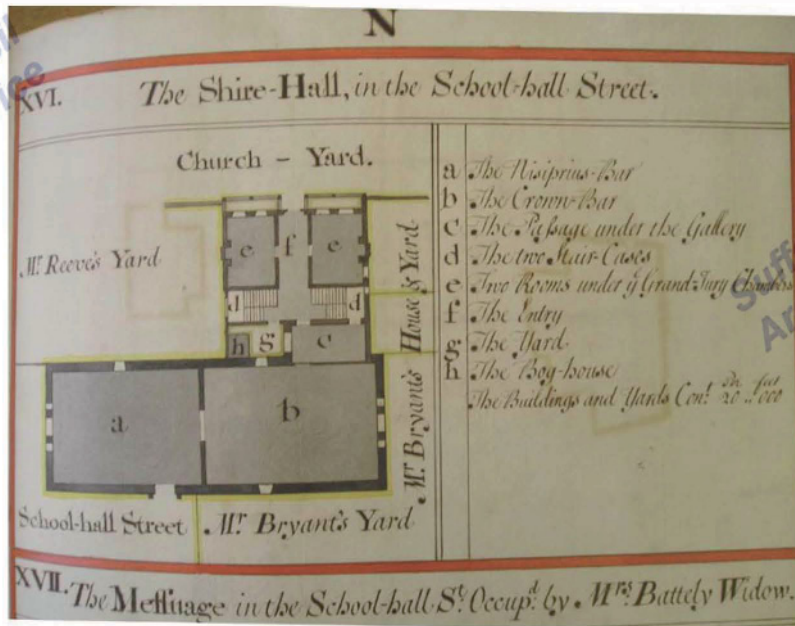 N
XVI. The Shire-Hall, in the School-hall Street.
Church - Yard.
Mr. Reeve's Yard
e
f
e
d
d
g
h
c
a
b
House & Yard
Mr. Bryant's
School-hall Street
Mr. Bryant's Yard
a The Nisiprius-Bar
b The Crown-Bar
c The Paſsage under the Gallery
d The two Stair-Cases
e Two Rooms under ye Grand-Jury Chambers
f The Entry
g The Yard
h The Bog-house
The Buildings and Yards Cont. 20 .. 000
XVII. The Meſſuage in the School-hall St. Occup.d by Mrs. Battely Widow.